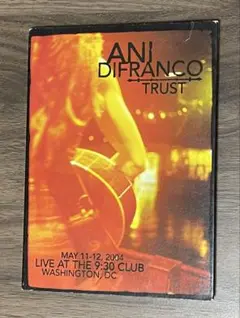 ANI
DIFRANCO
TRUST
MAY 11-12, 2004
LIVE AT THE 9:30 CLUB
WASHINGTON, DC